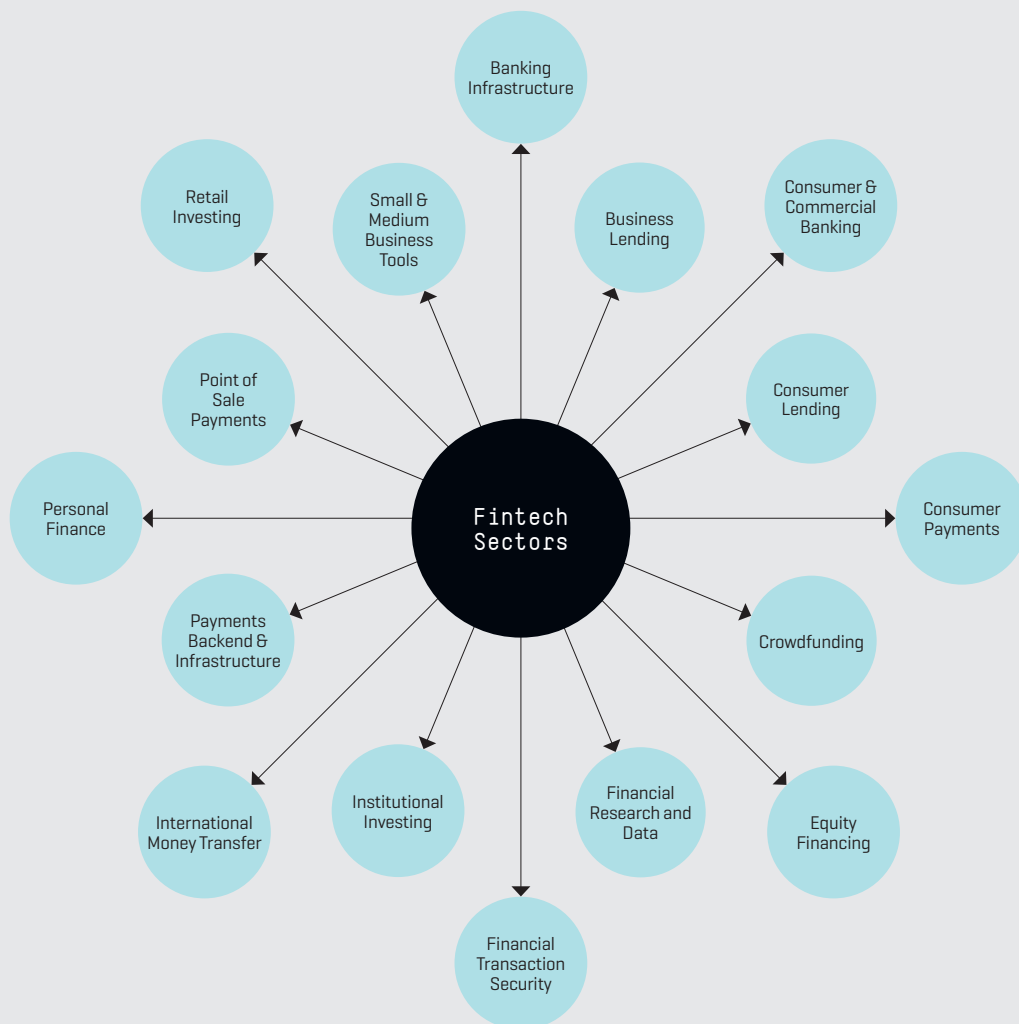 Banking
Infrastructure
Retail
Investing
Small &
Medium
Business
Tools
Business
Lending
Consumer &
Commercial
Banking
Point of
Sale
Payments
Consumer
Lending
Personal
Finance
Fintech
Sectors
Consumer
Payments
Payments
Backend &
Infrastructure
Crowdfunding
International
Money Transfer
Institutional
Investing
Financial
Research and
Data
Equity
Financing
Financial
Transaction
Security